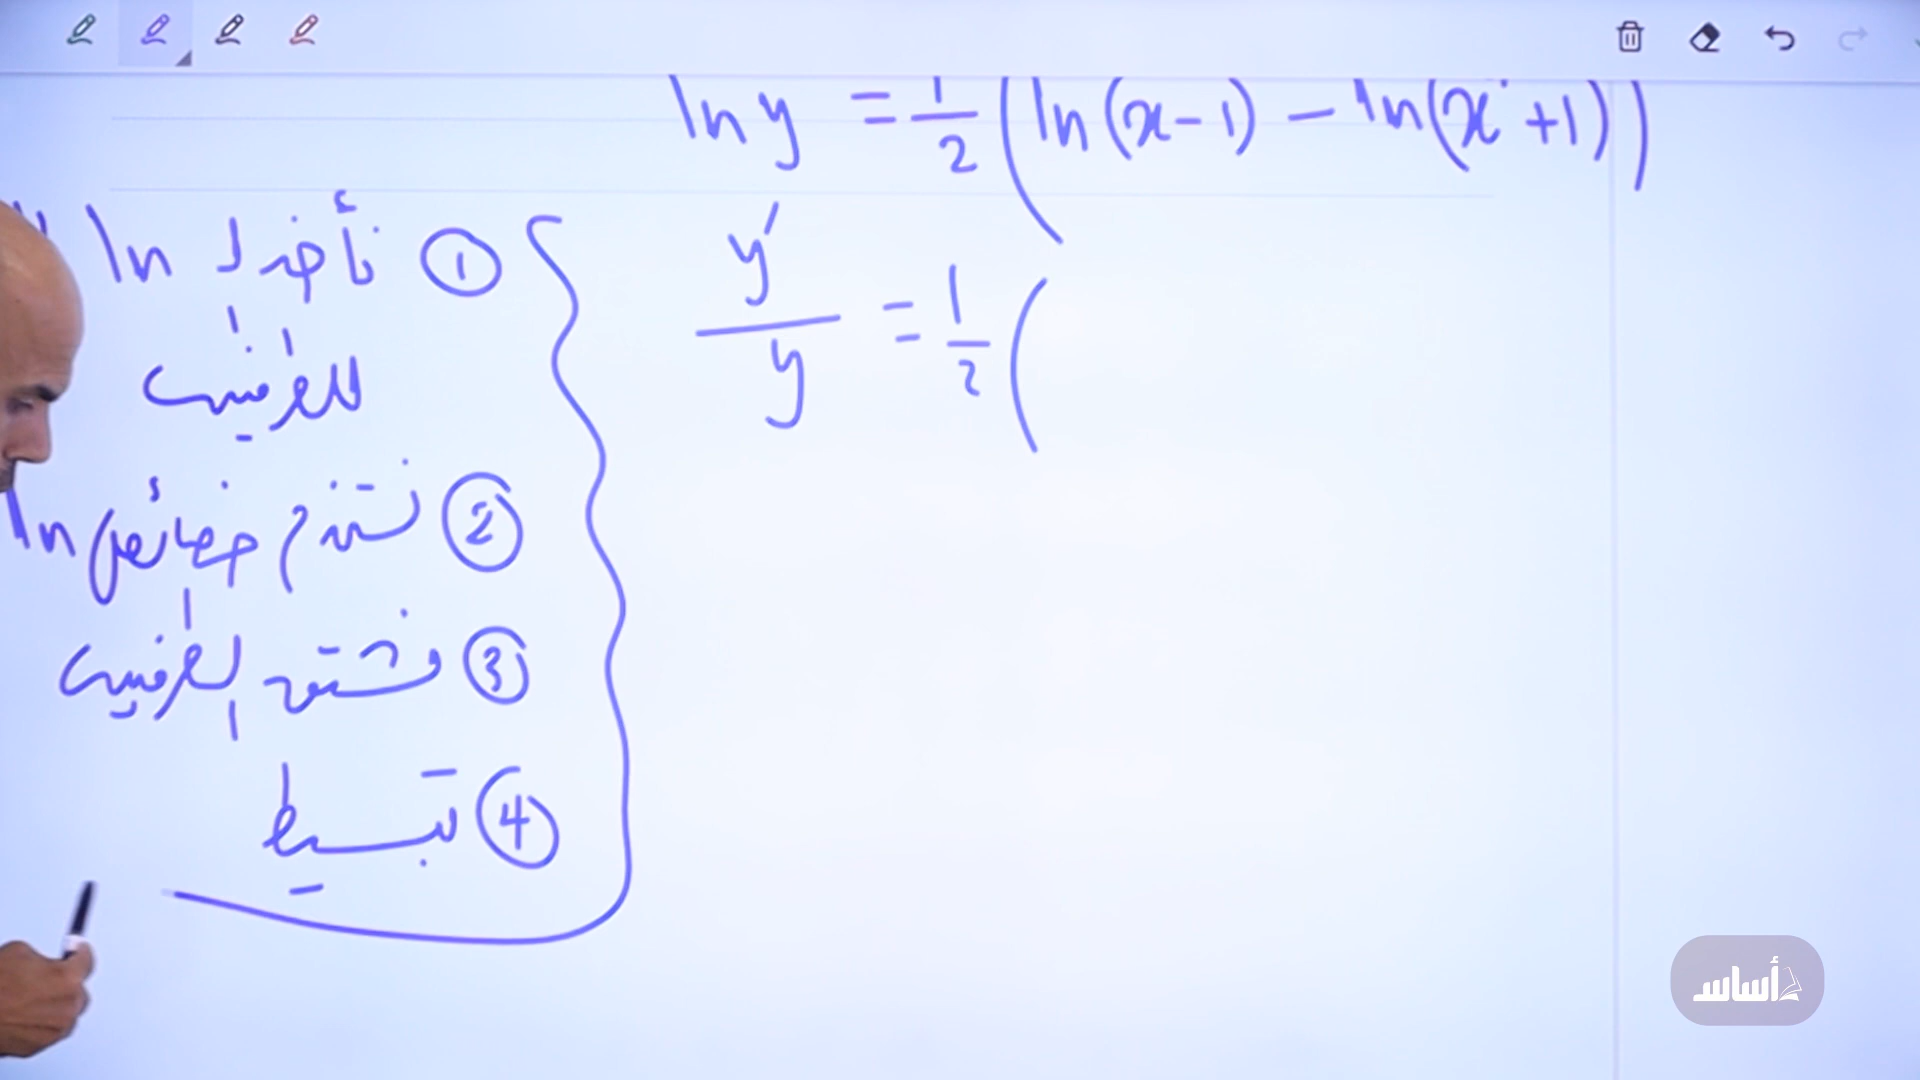 ln y = 1/2 (ln(x-1) - ln(x +1))
y'/y = 1/2 (
① نأخذ ال ln
للطرفين
② نستخدم خصائص ln
③ نشتق الطرفين
④ تبسيط
أساس